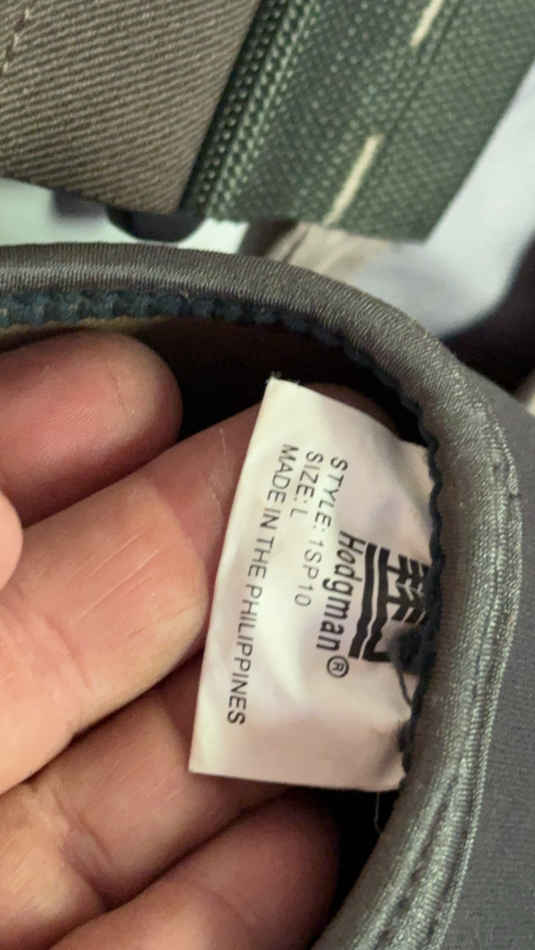 Hodgman®
STYLE: 1SP10
SIZE: L
MADE IN THE PHILIPPINES